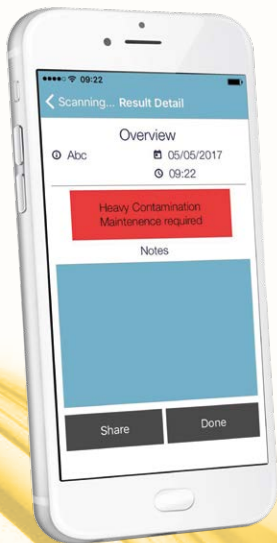 09:22
Scanning... Result Detail
Overview
Abc
05/05/2017
09:22
Heavy Contamination
Maintenence required
Notes
Share
Done